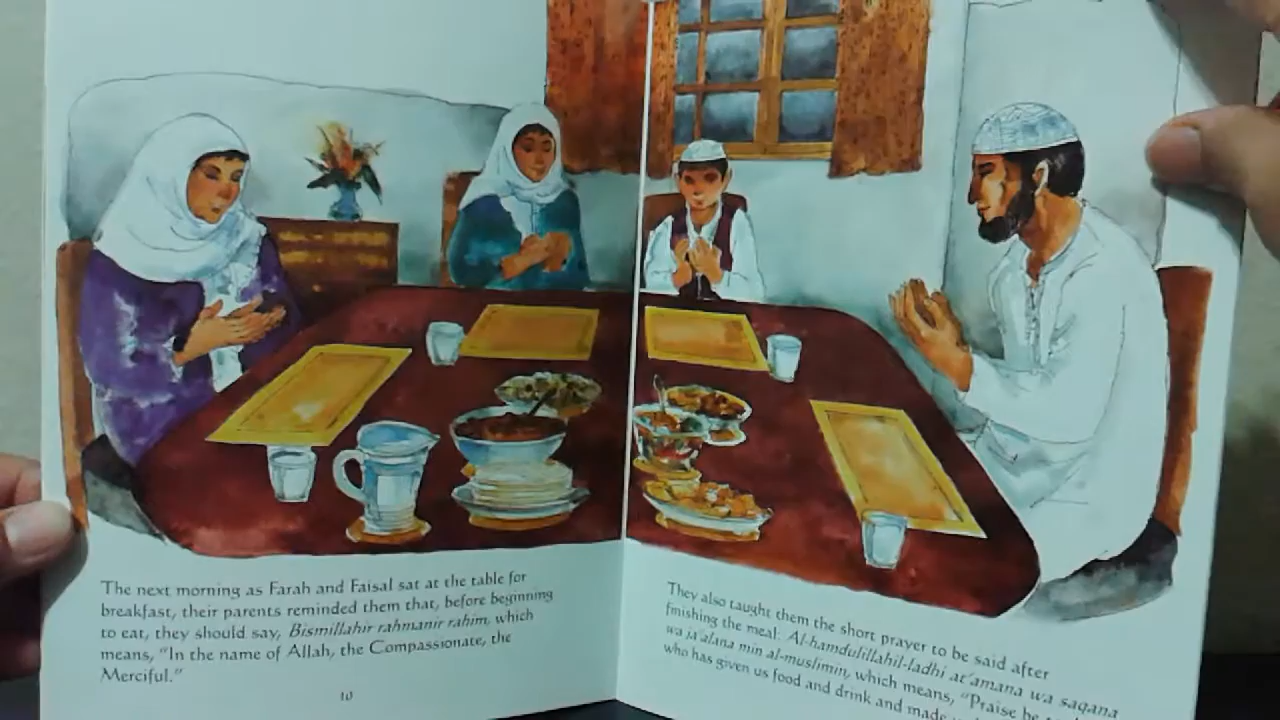 The next morning as Farah and Faisal sat at the table for
breakfast, their parents reminded them that, before beginning
to eat, they should say, Bismillahir rahmanir rahim, which
means, "In the name of Allah, the Compassionate, the
Merciful."
10
They also taught them the short prayer to be said after
finishing the meal: Al-hamdulillahil-ladhi at'amana wa saqana
wa ja'alana min al-muslimin, which means, "Praise be
who has given us food and drink and made